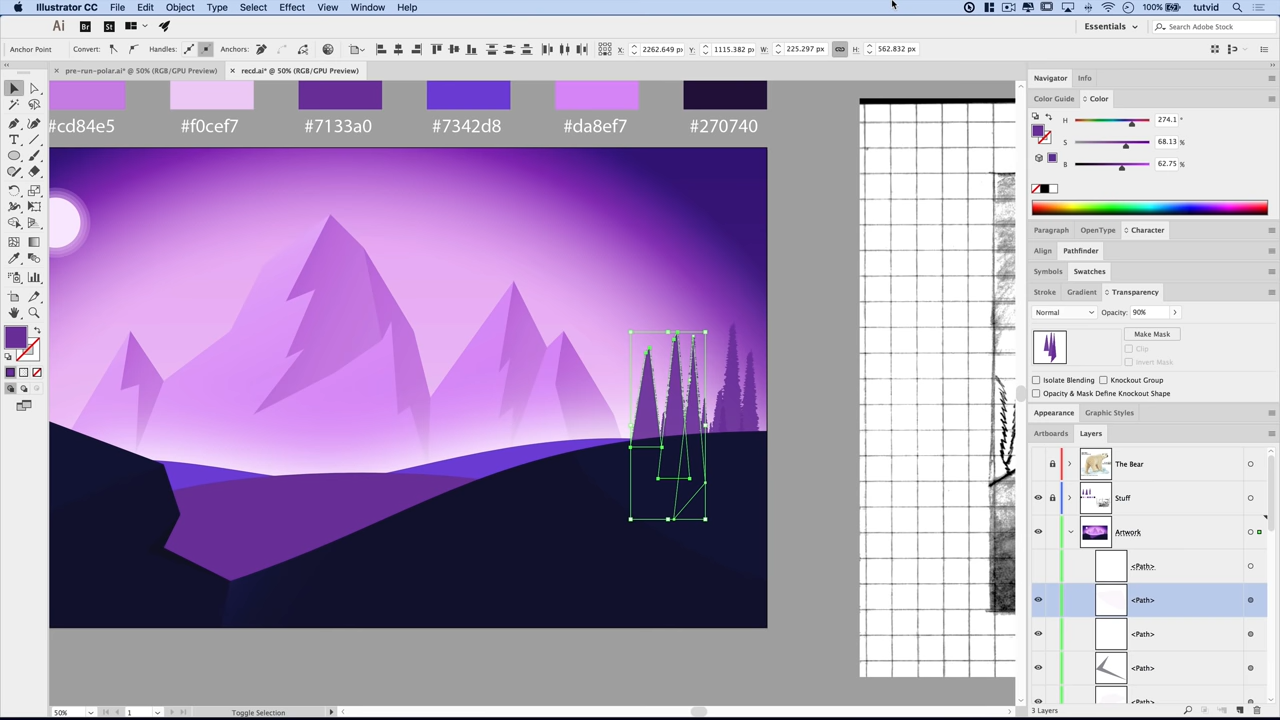 Illustrator CC File Edit Object Type Select Effect View Window Help
100% tutvid
Ai Br St Essentials Search Adobe Stock
Anchor Point Convert: Handles: Anchors: X: 2262.649 px Y: 1115.382 px W: 225.297 px H: 562.832 px
× pre-run-polar.ai* @ 50% (RGB/GPU Preview) × recd.ai* @ 50% (RGB/GPU Preview)
#cd84e5 #f0cef7 #7133a0 #7342d8 #da8ef7 #270740
Navigator Info
Color Guide Color
H 274.1 °
S 68.13 %
B 62.75 %
Paragraph OpenType Character
Align Pathfinder
Symbols Swatches
Stroke Gradient Transparency
Normal Opacity: 90%
Make Mask
Clip
Invert Mask
Isolate Blending Knockout Group
Opacity & Mask Define Knockout Shape
Appearance Graphic Styles
Artboards Layers
The Bear
Stuff
Artwork
<Path>
<Path>
<Path>
<Path>
<Path>
3 Layers
50% 1 Toggle Selection